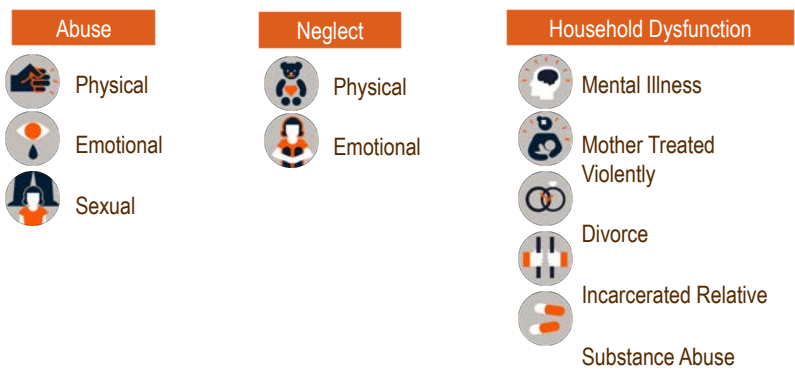 Abuse
Physical
Emotional
Sexual
Neglect
Physical
Emotional
Household Dysfunction
Mental Illness
Mother Treated
Violently
Divorce
Incarcerated Relative
Substance Abuse